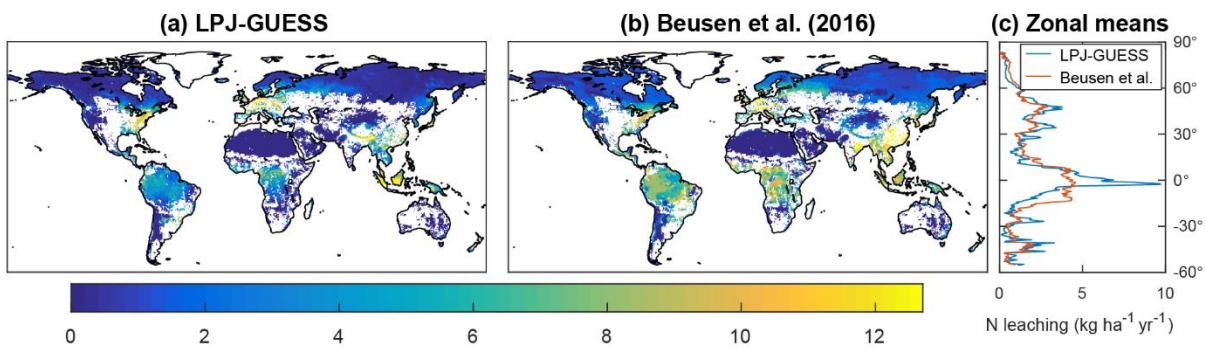 (a) LPJ-GUESS
(b) Beusen et al. (2016)
(c) Zonal means
LPJ-GUESS
Beusen et al.
90°
60°
30°
0°
-30°
-60°
0 5 10
N leaching (kg ha⁻¹ yr⁻¹)
0 2 4 6 8 10 12